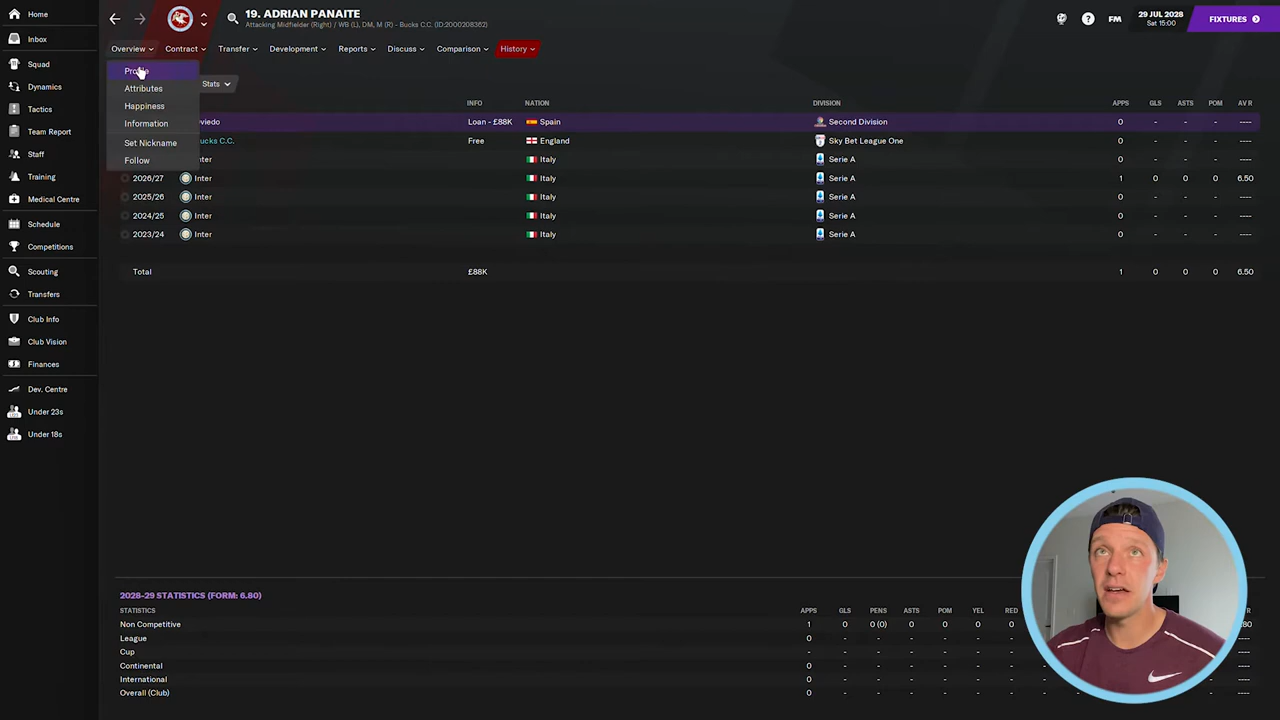 Home
Inbox
Squad
Dynamics
Tactics
Team Report
Staff
Training
Medical Centre
Schedule
Competitions
Scouting
Transfers
Club Info
Club Vision
Finances
Dev. Centre
Under 23s
Under 18s
19. ADRIAN PANAITE
Attacking Midfielder (Right) / WB (L), DM, M (R) - Bucks C.C. (ID:2000208362)
FM
29 JUL 2028
Sat 15:00
FIXTURES
Overview Contract Transfer Development Reports Discuss Comparison History
Profile
Attributes
Happiness
Information
Set Nickname
Follow
Stats
INFO NATION DIVISION APPS GLS ASTS POM AV R
Loan - £88K Spain Second Division 0 - - - ----
Bucks C.C. Free England Sky Bet League One 0 - - - ----
Inter Italy Serie A 0 - - - ----
2026/27 Inter Italy Serie A 1 0 0 0 6.50
2025/26 Inter Italy Serie A 0 - - - ----
2024/25 Inter Italy Serie A 0 - - - ----
2023/24 Inter Italy Serie A 0 - - - ----
Total £88K 1 0 0 0 6.50
2028-29 STATISTICS (FORM: 6.80)
STATISTICS APPS GLS PENS ASTS POM YEL RED
Non Competitive 1 0 0 (0) 0 0 0 0
League 0 - - - - - -
Cup - - - - - -
Continental 0 - - - - - -
International 0 - - - - - -
Overall (Club) 0 - - - - - -